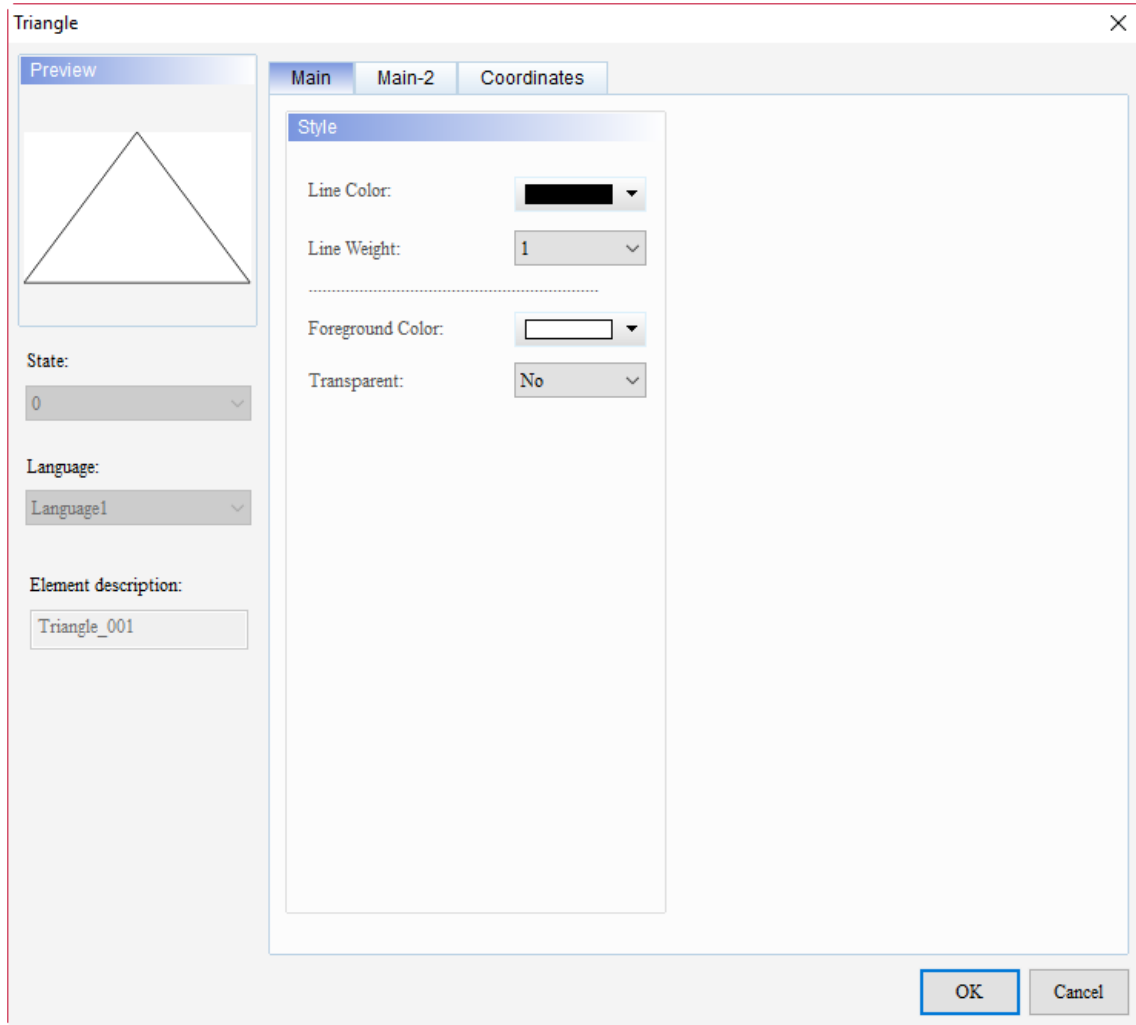 Triangle
Preview
Main
Main-2
Coordinates
Style
Line Color:
Line Weight:
1
Foreground Color:
Transparent:
No
State:
0
Language:
Language1
Element description:
Triangle_001
OK
Cancel